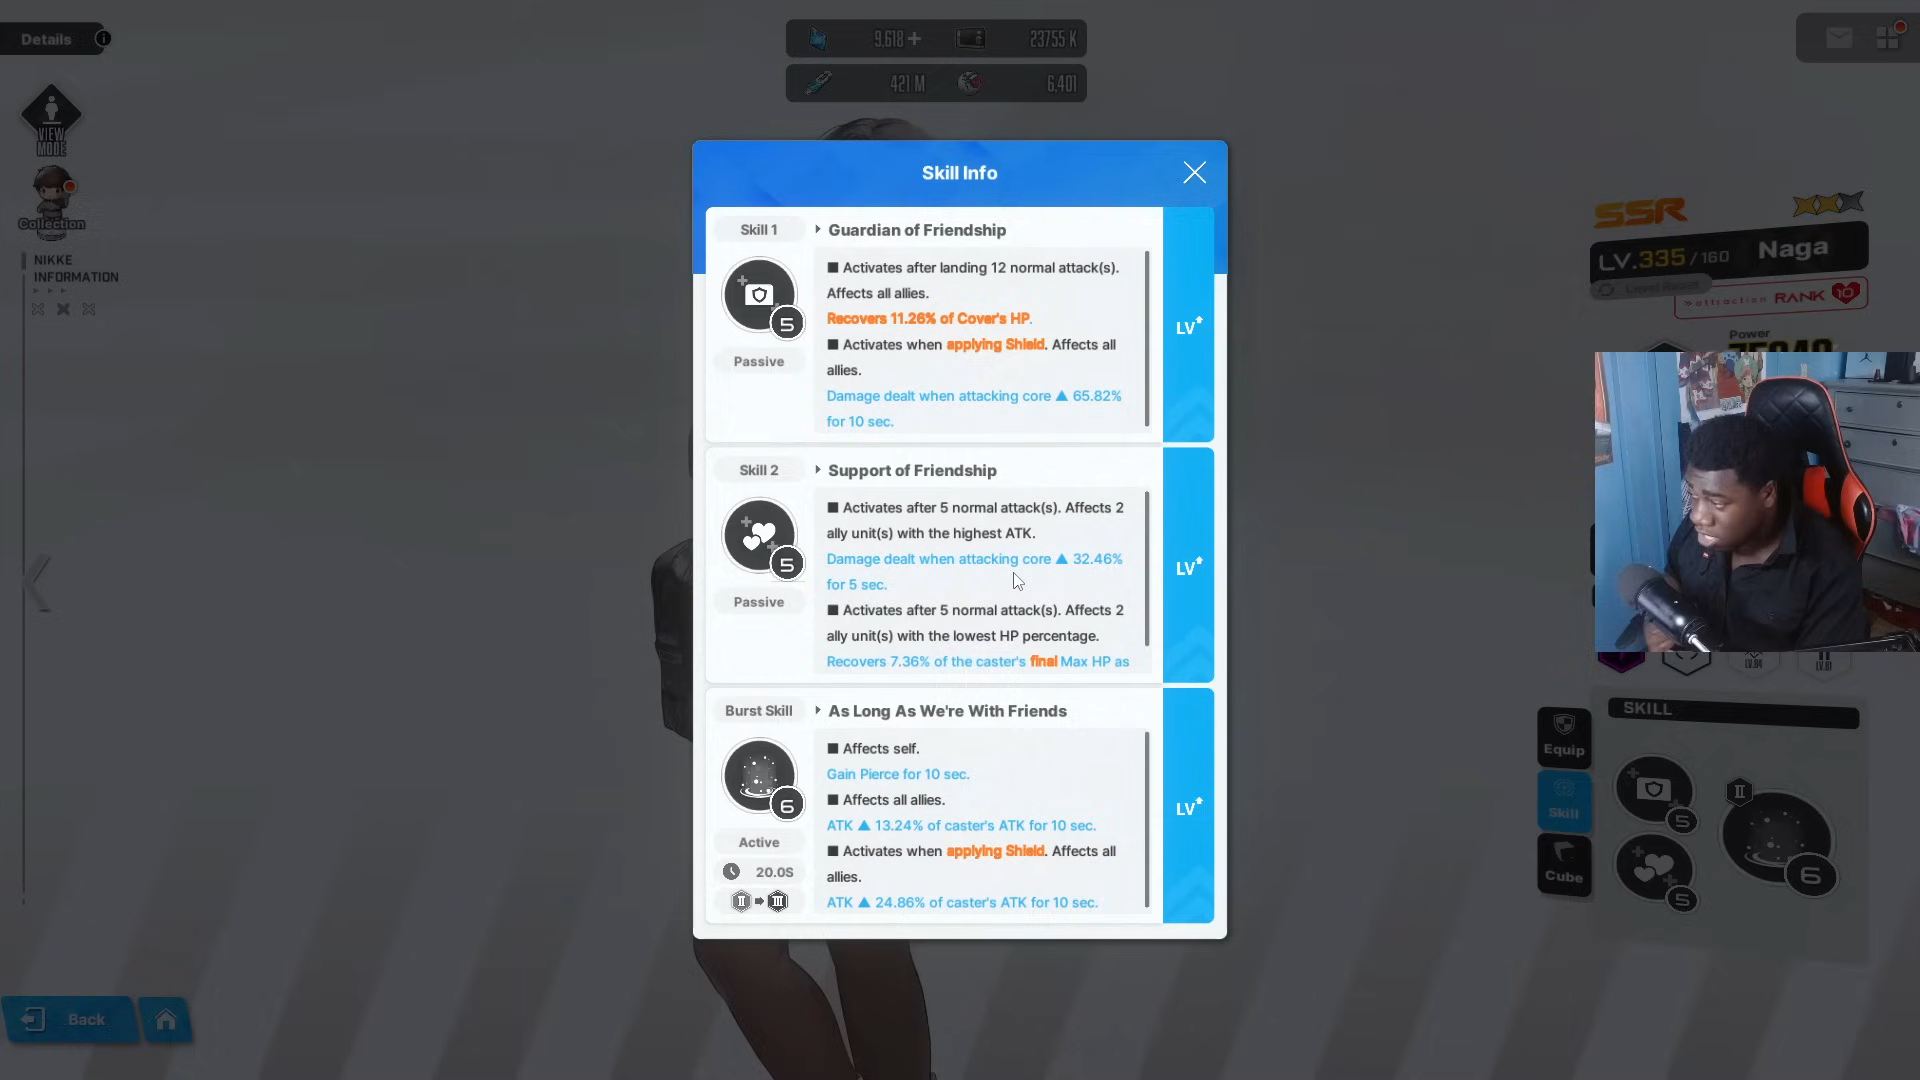 Details
9,618
23755 K
421 M
6,401
VIEW
MODE
Collection
NIKKE
INFORMATION
Skill Info
Skill 1
Guardian of Friendship
■ Activates after landing 12 normal attack(s).
Affects all allies.
Recovers 11.26% of Cover's HP.
■ Activates when applying Shield. Affects all
allies.
Damage dealt when attacking core ▲ 65.82%
for 10 sec.
5
Passive
LV
Skill 2
Support of Friendship
■ Activates after 5 normal attack(s). Affects 2
ally unit(s) with the highest ATK.
Damage dealt when attacking core ▲ 32.46%
for 5 sec.
■ Activates after 5 normal attack(s). Affects 2
ally unit(s) with the lowest HP percentage.
Recovers 7.36% of the caster's final Max HP as
5
Passive
LV
Burst Skill
As Long As We're With Friends
■ Affects self.
Gain Pierce for 10 sec.
■ Affects all allies.
ATK ▲ 13.24% of caster's ATK for 10 sec.
■ Activates when applying Shield. Affects all
allies.
ATK ▲ 24.86% of caster's ATK for 10 sec.
6
Active
20.0S
II III
LV
SSR
LV.335/160 Naga
Level Reset
attraction RANK 10
Power
SKILL
Equip
Skill
Cube
5
5
II
6
Back